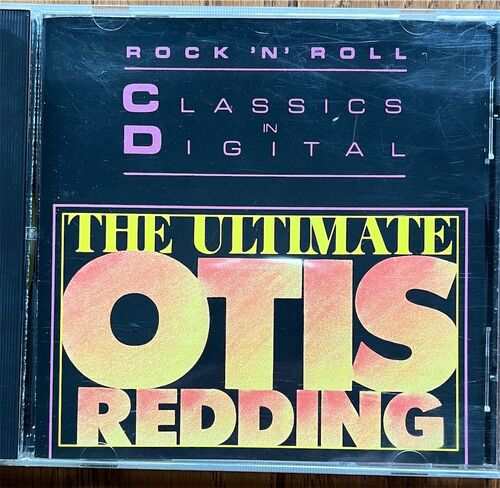 ROCK 'N' ROLL
CLASSICS
IN
DIGITAL
THE ULTIMATE
OTIS
REDDING